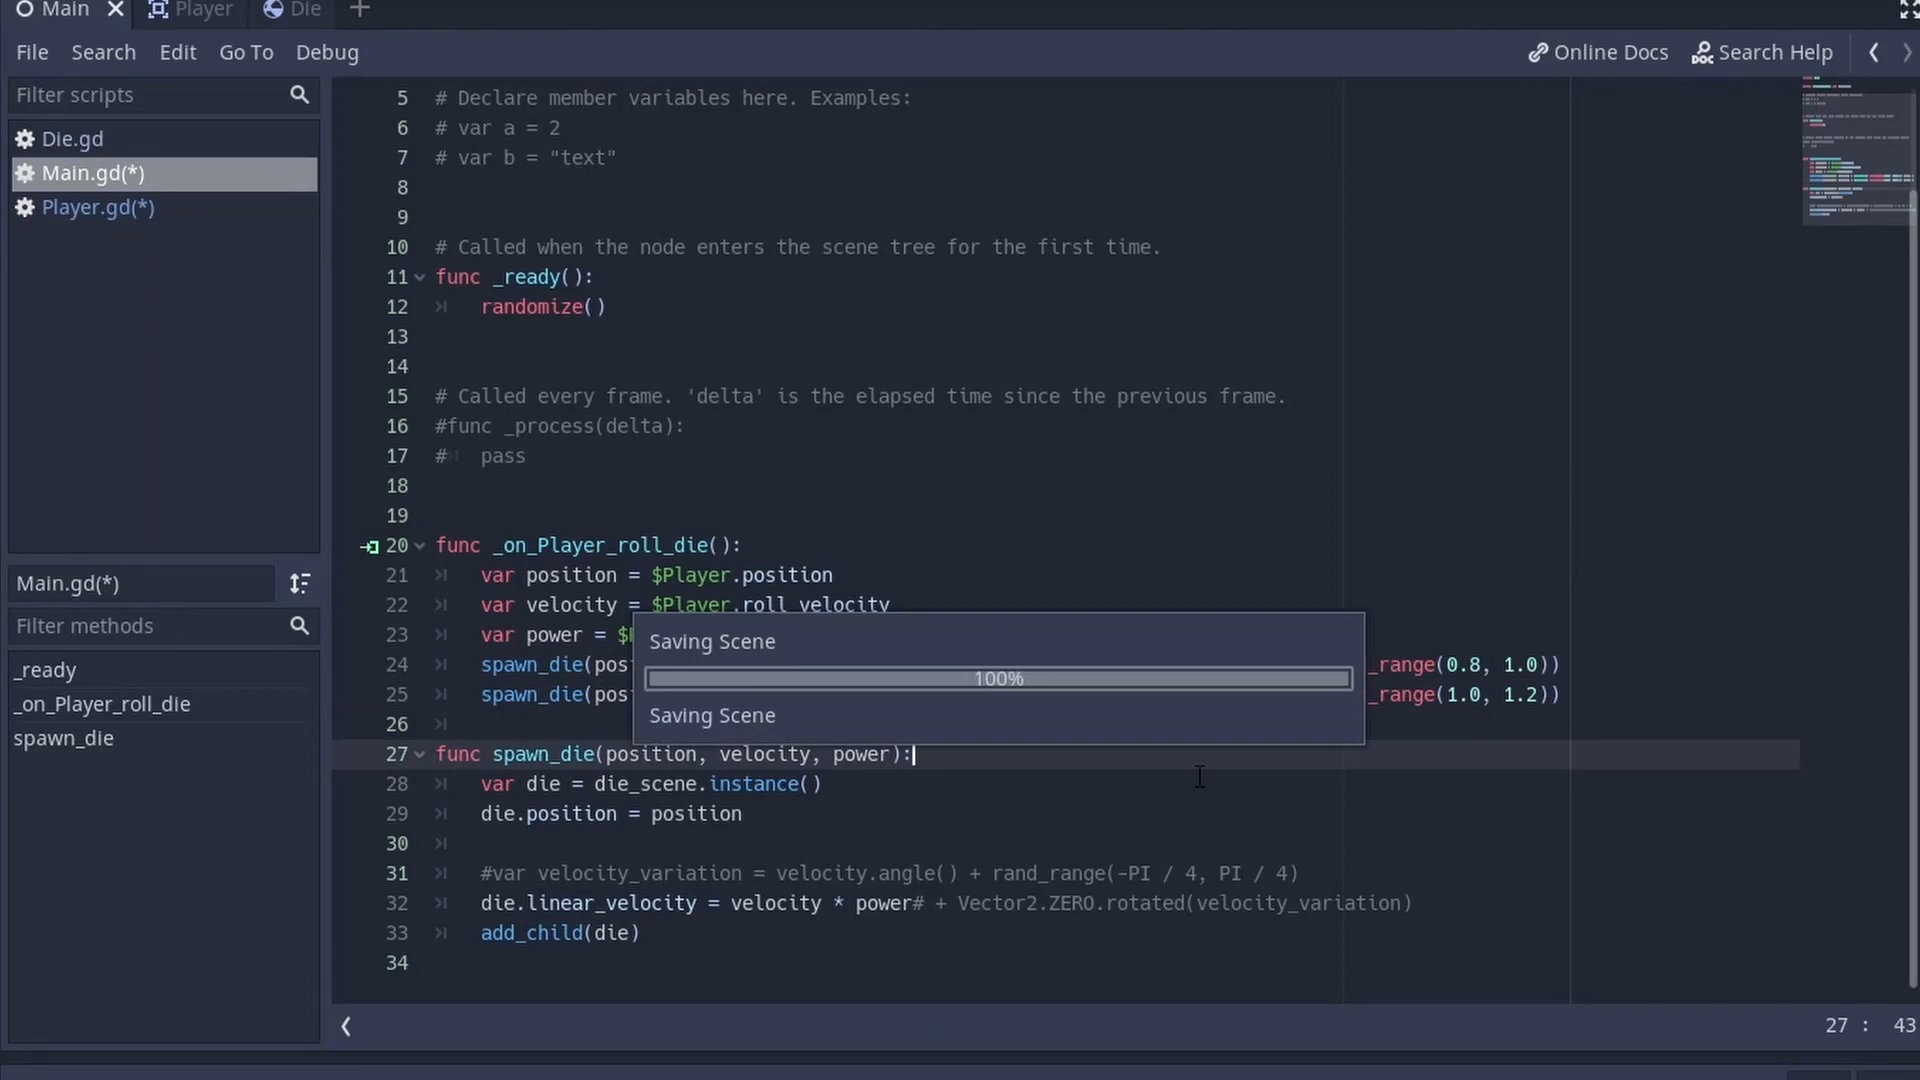 Main
Player
Die
File Search Edit Go To Debug
Online Docs
Search Help
Filter scripts
Die.gd
Main.gd(*)
Player.gd(*)
Main.gd(*)
Filter methods
_ready
_on_Player_roll_die
spawn_die
5 # Declare member variables here. Examples:
6 # var a = 2
7 # var b = "text"
8
9
10 # Called when the node enters the scene tree for the first time.
11 func _ready():
12 randomize()
13
14
15 # Called every frame. 'delta' is the elapsed time since the previous frame.
16 #func _process(delta):
17 # pass
18
19
20 func _on_Player_roll_die():
21 var position = $Player.position
22 var velocity = $Player.roll_velocity
23 var power = $
24 spawn_die(pos _range(0.8, 1.0))
25 spawn_die(pos _range(1.0, 1.2))
26
27 func spawn_die(position, velocity, power):
28 var die = die_scene.instance()
29 die.position = position
30
31 #var velocity_variation = velocity.angle() + rand_range(-PI / 4, PI / 4)
32 die.linear_velocity = velocity * power# + Vector2.ZERO.rotated(velocity_variation)
33 add_child(die)
34
Saving Scene
100%
Saving Scene
27 : 43